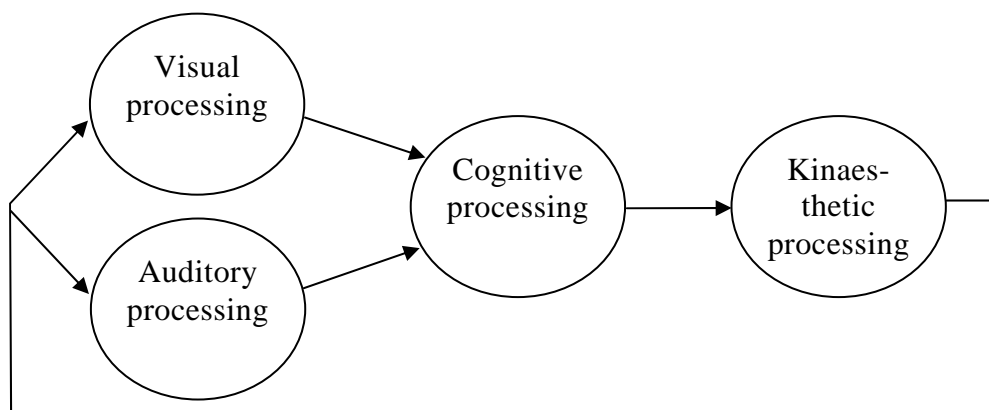 Visual
processing
Auditory
processing
Cognitive
processing
Kinaes-
thetic
processing